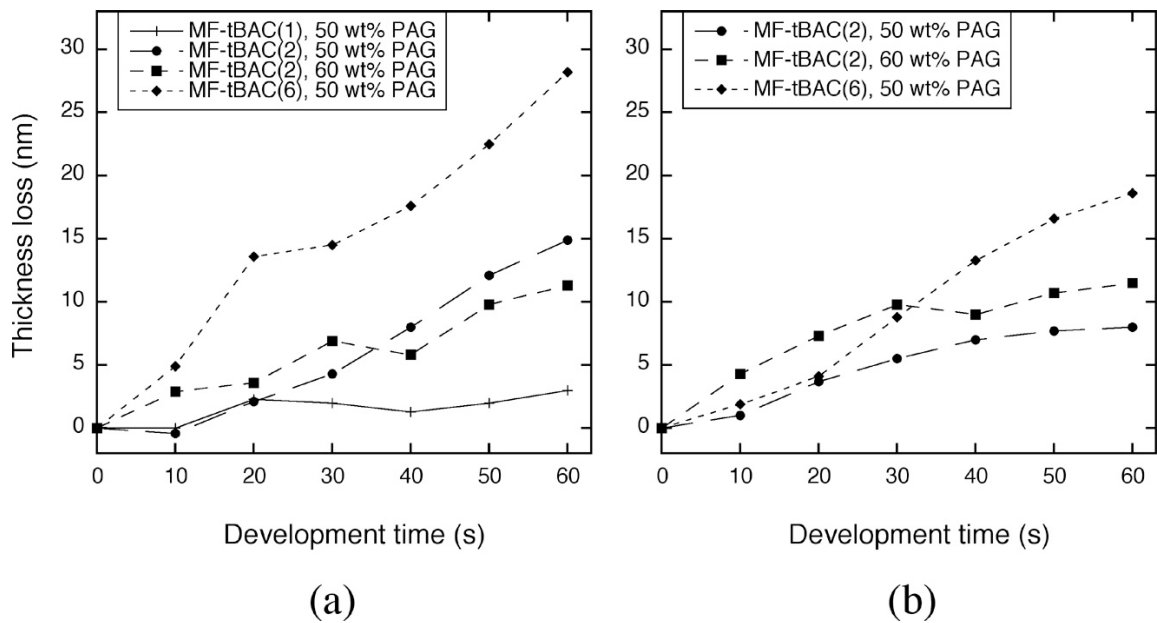 MF-tBAC(1), 50 wt% PAG
MF-tBAC(2), 50 wt% PAG
MF-tBAC(2), 60 wt% PAG
MF-tBAC(6), 50 wt% PAG
30
25
20
15
10
5
0
Thickness loss (nm)
0 10 20 30 40 50 60
Development time (s)
(a)
MF-tBAC(2), 50 wt% PAG
MF-tBAC(2), 60 wt% PAG
MF-tBAC(6), 50 wt% PAG
30
25
20
15
10
5
0
0 10 20 30 40 50 60
Development time (s)
(b)